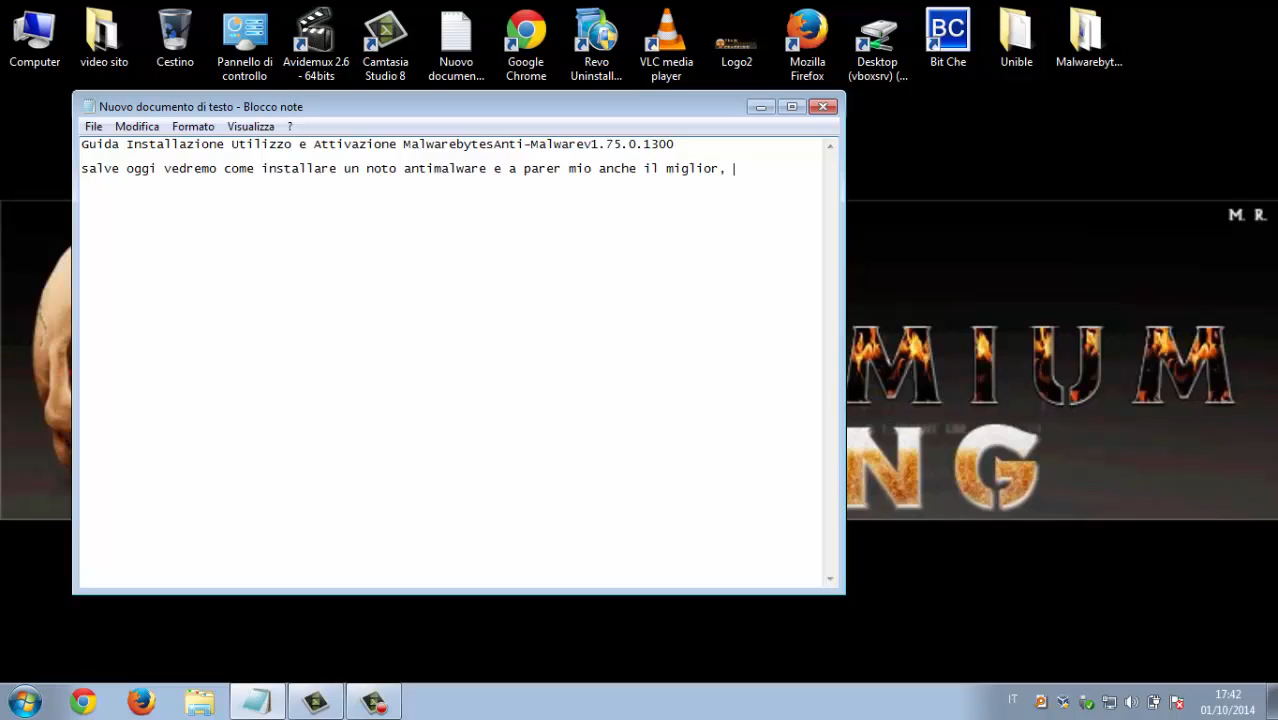 Computer
video sito
Cestino
Pannello di
controllo
Avidemux 2.6
- 64bits
Camtasia
Studio 8
Nuovo
documen...
Google
Chrome
Revo
Uninstall...
VLC media
player
Logo2
Mozilla
Firefox
Desktop
(vboxsrv) (...
BC
Bit Che
Unible
Malwarebyt...
Nuovo documento di testo - Blocco note
File Modifica Formato Visualizza ?
Guida Installazione Utilizzo e Attivazione MalwarebytesAnti-Malwarev1.75.0.1300
salve oggi vedremo come installare un noto antimalware e a parer mio anche il miglior,
M. R.
MIUM
NG
IT
17:42
01/10/2014